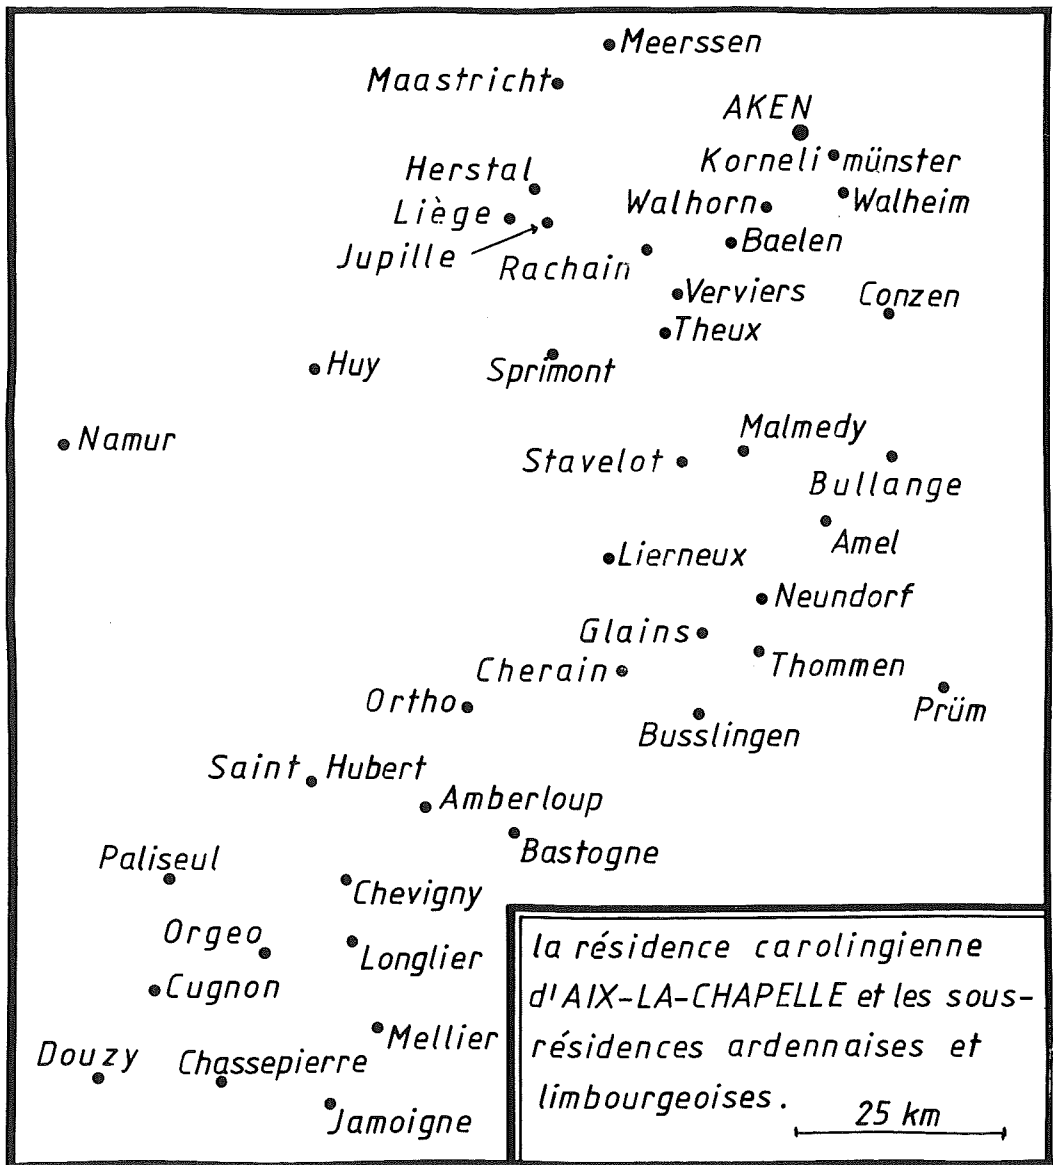 Meerssen
Maastricht
AKEN
Kornelimünster
Herstal
Walhorn
Walheim
Liège
Baelen
Jupille
Rachain
Verviers
Conzen
Theux
Huy
Sprimont
Namur
Malmedy
Stavelot
Bullange
Amel
Lierneux
Neundorf
Glains
Cherain
Thommen
Ortho
Prüm
Busslingen
Saint Hubert
Amberloup
Bastogne
Paliseul
Chevigny
Orgeo
Longlier
Cugnon
Mellier
Douzy
Chassepierre
Jamoigne
la résidence carolingienne
d'AIX-LA-CHAPELLE et les sous-
résidences ardennaises et
limbourgeoises.
25 km